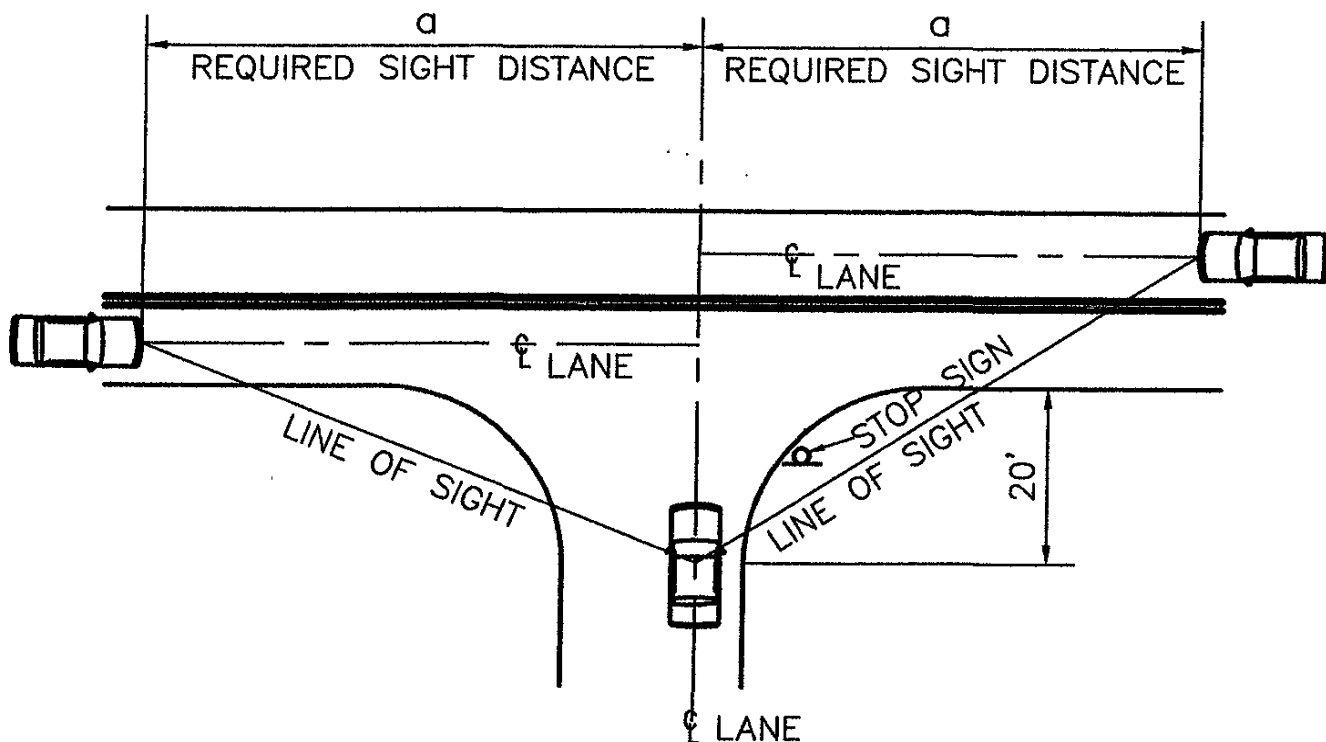 a
REQUIRED SIGHT DISTANCE
a
REQUIRED SIGHT DISTANCE
℄ LANE
℄ LANE
STOP SIGN
LINE OF SIGHT
LINE OF SIGHT
20'
℄ LANE